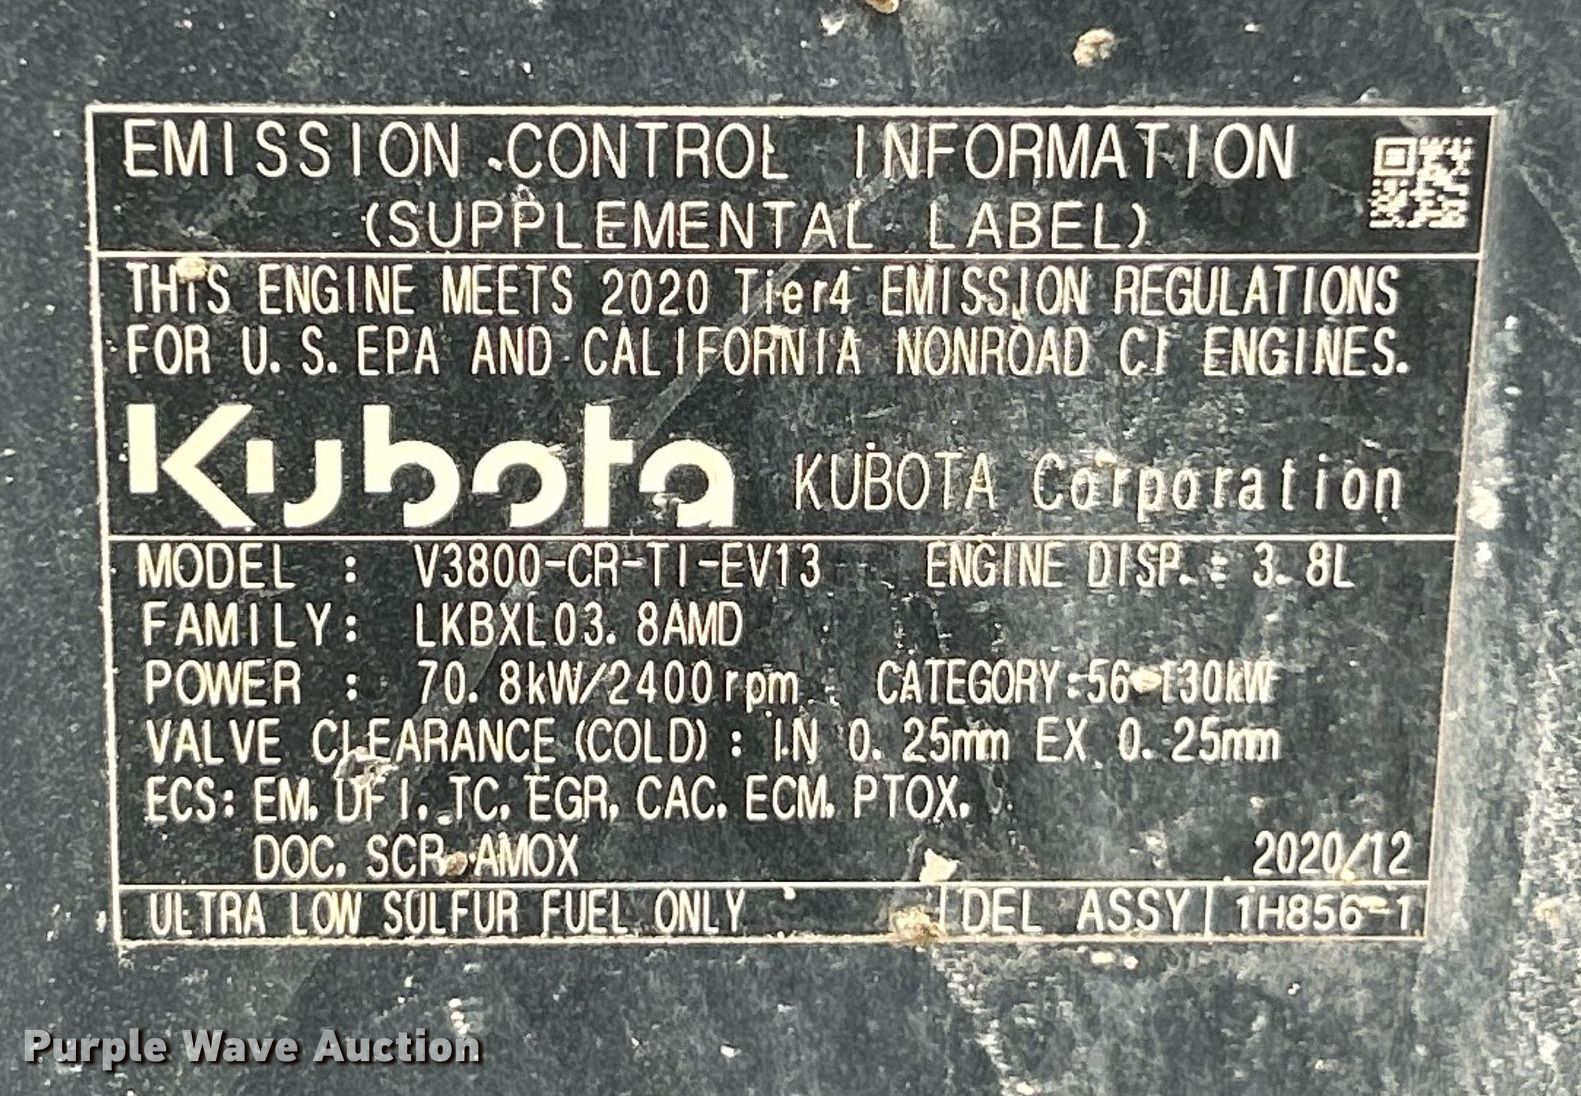 EMISSION CONTROL INFORMATION
(SUPPLEMENTAL LABEL)
THIS ENGINE MEETS 2020 Tier4 EMISSION REGULATIONS
FOR U.S.EPA AND CALIFORNIA NONROAD CI ENGINES.
Kubota KUBOTA Corporation
MODEL : V3800-CR-TI-EV13 ENGINE DISP. : 3.8L
FAMILY: LKBXL03.8AMD
POWER : 70.8kW/2400rpm CATEGORY:56-130kW
VALVE CLEARANCE(COLD): IN 0.25mm EX 0.25mm
ECS: EM, DFI, TC, EGR, CAC, ECM, PTOX,
DOC, SCR, AMOX 2020/12
ULTRA LOW SULFUR FUEL ONLY DEL ASSY 1H856-1
Purple Wave Auction